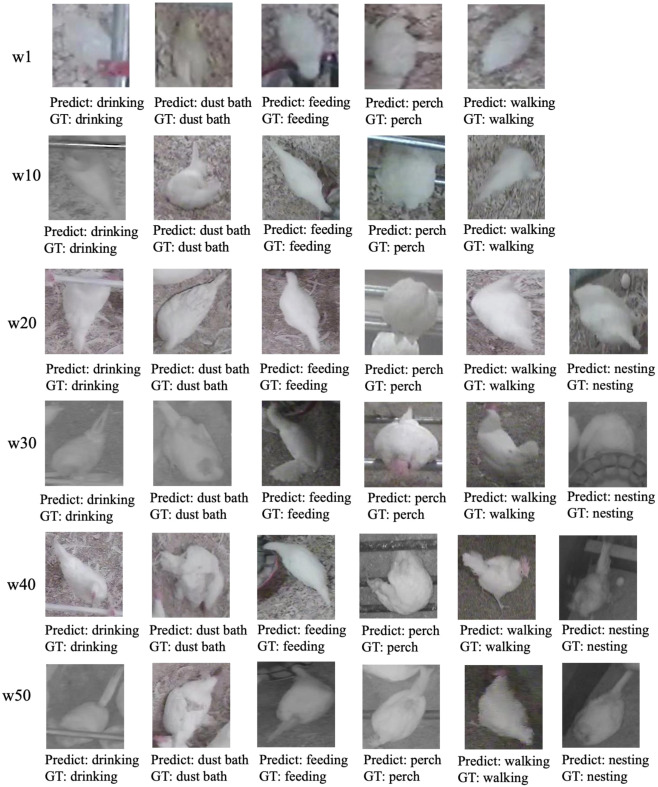 w1
Predict: drinking Predict: dust bath Predict: feeding Predict: perch Predict: walking
GT: drinking GT: dust bath GT: feeding GT: perch GT: walking
w10
Predict: drinking Predict: dust bath Predict: feeding Predict: perch Predict: walking
GT: drinking GT: dust bath GT: feeding GT: perch GT: walking
w20
Predict: drinking Predict: dust bath Predict: feeding Predict: perch Predict: walking Predict: nesting
GT: drinking GT: dust bath GT: feeding GT: perch GT: walking GT: nesting
w30
Predict: drinking Predict: dust bath Predict: feeding Predict: perch Predict: walking Predict: nesting
GT: drinking GT: dust bath GT: feeding GT: perch GT: walking GT: nesting
w40
Predict: drinking Predict: dust bath Predict: feeding Predict: perch Predict: walking Predict: nesting
GT: drinking GT: dust bath GT: feeding GT: perch GT: walking GT: nesting
w50
Predict: drinking Predict: dust bath Predict: feeding Predict: perch Predict: walking Predict: nesting
GT: drinking GT: dust bath GT: feeding GT: perch GT: walking GT: nesting